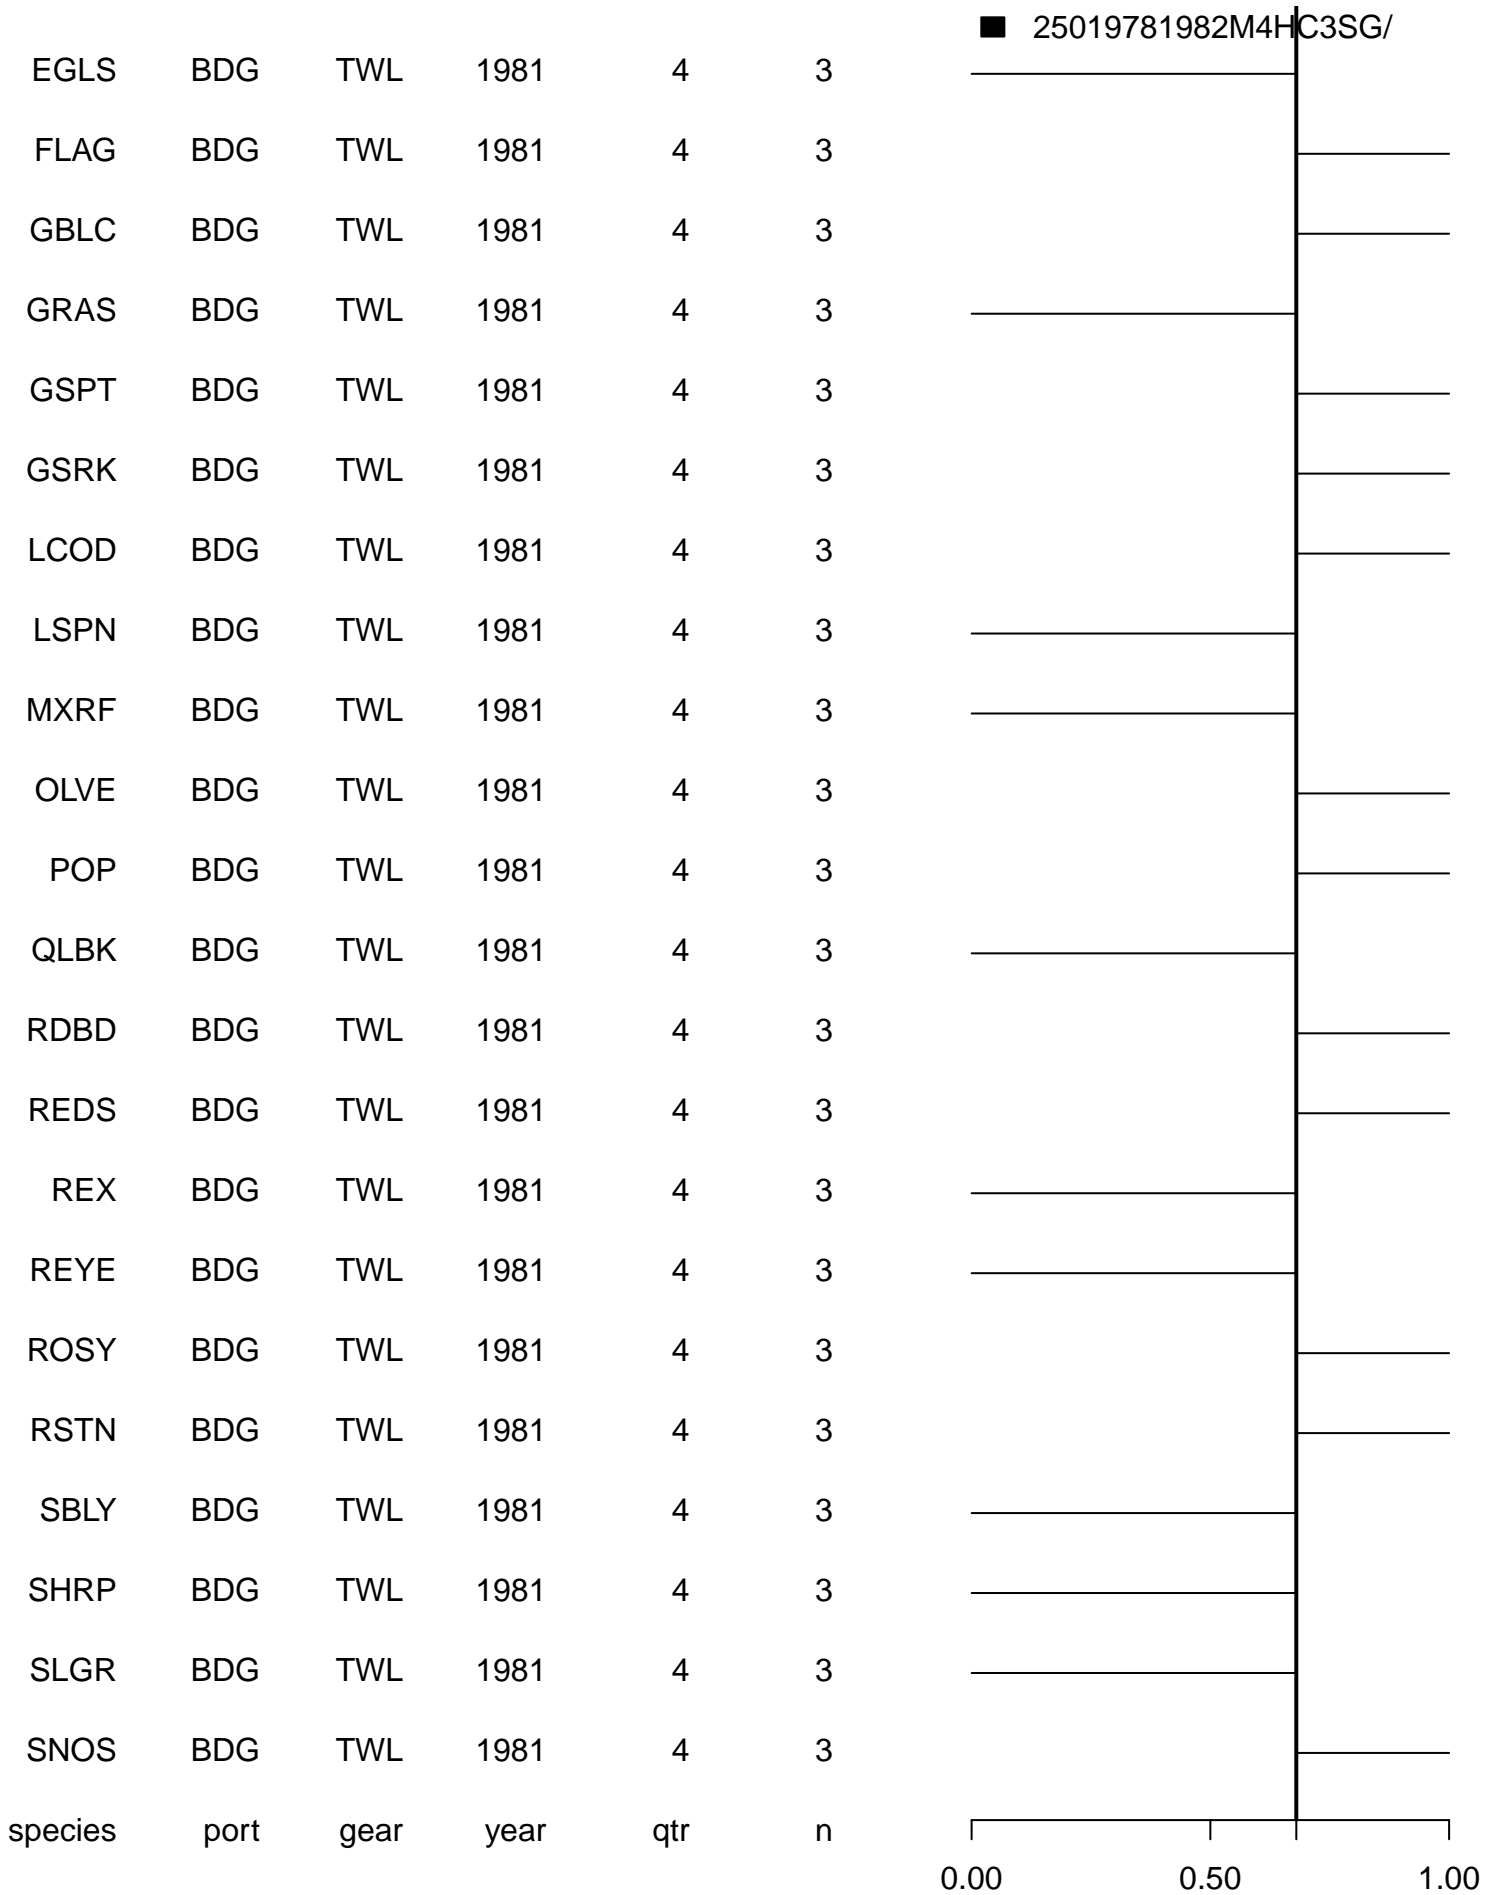 25019781982M4HC3SG/
EGLS BDG TWL 1981 4 3
FLAG BDG TWL 1981 4 3
GBLC BDG TWL 1981 4 3
GRAS BDG TWL 1981 4 3
GSPT BDG TWL 1981 4 3
GSRK BDG TWL 1981 4 3
LCOD BDG TWL 1981 4 3
LSPN BDG TWL 1981 4 3
MXRF BDG TWL 1981 4 3
OLVE BDG TWL 1981 4 3
POP BDG TWL 1981 4 3
QLBK BDG TWL 1981 4 3
RDBD BDG TWL 1981 4 3
REDS BDG TWL 1981 4 3
REX BDG TWL 1981 4 3
REYE BDG TWL 1981 4 3
ROSY BDG TWL 1981 4 3
RSTN BDG TWL 1981 4 3
SBLY BDG TWL 1981 4 3
SHRP BDG TWL 1981 4 3
SLGR BDG TWL 1981 4 3
SNOS BDG TWL 1981 4 3
species port gear year qtr n
0.00 0.50 1.00